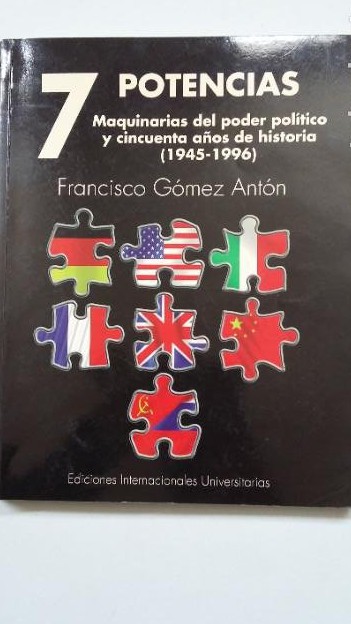 7 POTENCIAS
Maquinarias del poder político
y cincuenta años de historia
(1945-1996)
Francisco Gómez Antón
Ediciones Internacionales Universitarias